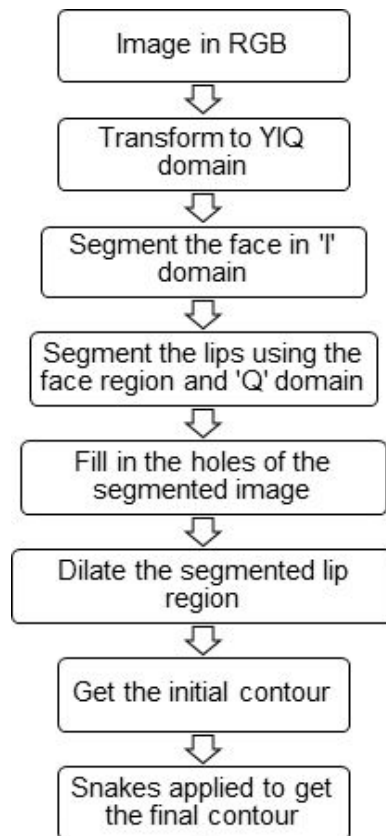 Image in RGB
Transform to YIQ
domain
Segment the face in 'I'
domain
Segment the lips using the
face region and 'Q' domain
Fill in the holes of the
segmented image
Dilate the segmented lip
region
Get the initial contour
Snakes applied to get
the final contour